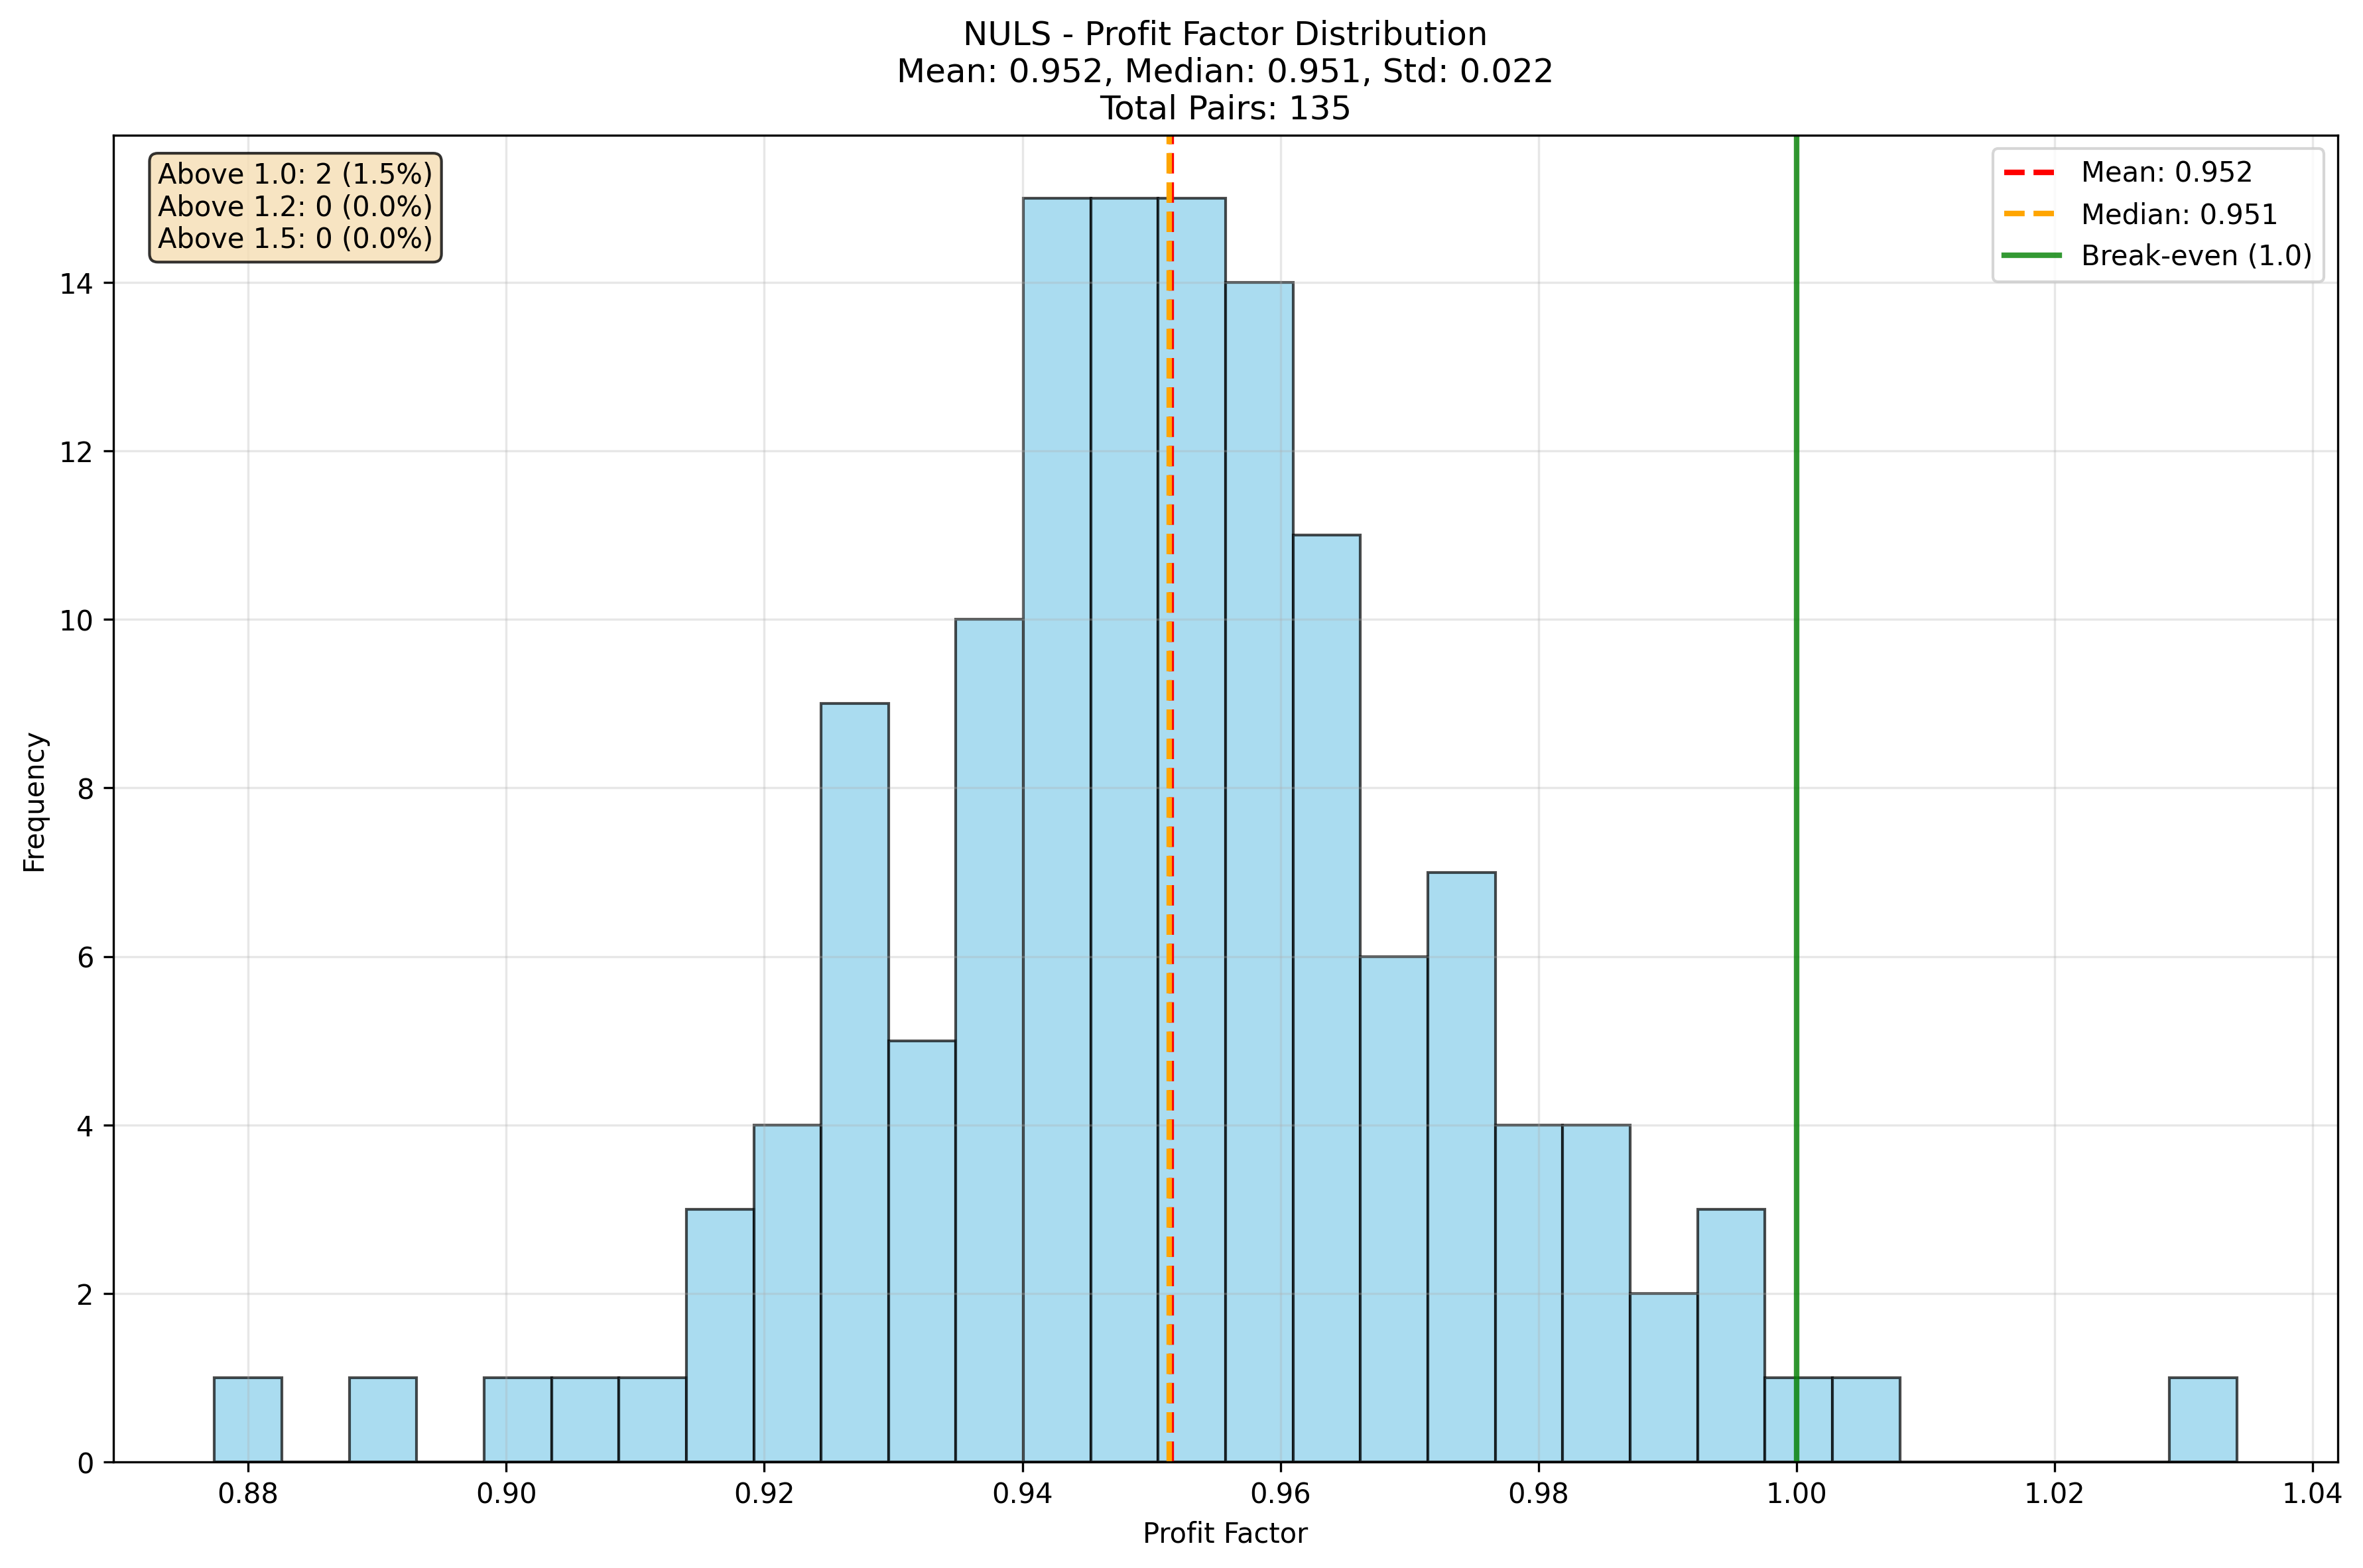 NULS - Profit Factor Distribution
Mean: 0.952, Median: 0.951, Std: 0.022
Total Pairs: 135
Above 1.0: 2 (1.5%)
Above 1.2: 0 (0.0%)
Above 1.5: 0 (0.0%)
Mean: 0.952
Median: 0.951
Break-even (1.0)
Frequency
14
12
10
8
6
4
2
0
0.88 0.90 0.92 0.94 0.96 0.98 1.00 1.02 1.04
Profit Factor